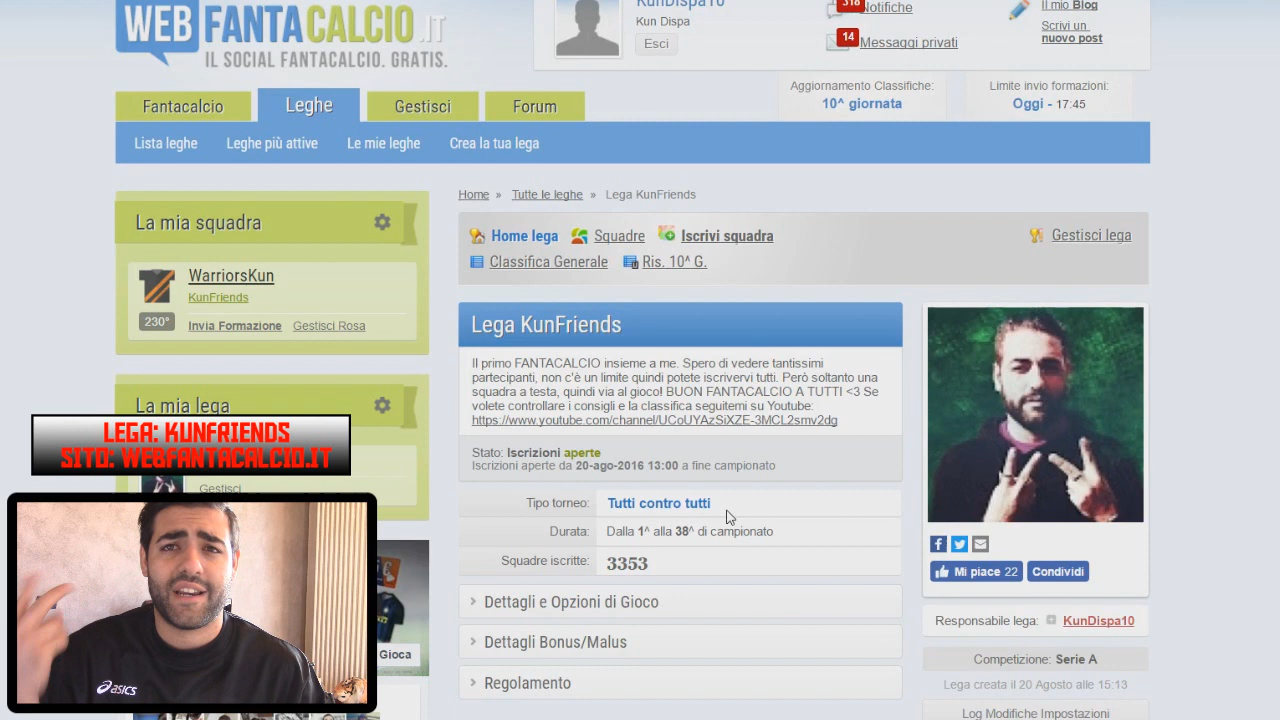 WEB FANTACALCIO.IT
IL SOCIAL FANTACALCIO. GRATIS.
KunDispa10
Kun Dispa
Esci
318
Notifiche
14
Messaggi privati
Il mio Blog
Scrivi un
nuovo post
Aggiornamento Classifiche:
10^ giornata
Limite invio formazioni:
Oggi - 17:45
Fantacalcio
Leghe
Gestisci
Forum
Lista leghe
Leghe più attive
Le mie leghe
Crea la tua lega
La mia squadra
WarriorsKun
KunFriends
230°
Invia Formazione
Gestisci Rosa
La mia lega
Gestisci
LEGA: KUNFRIENDS
SITO: WEBFANTACALCIO.IT
asics
Gioca
Home » Tutte le leghe » Lega KunFriends
Home lega
Squadre
Iscrivi squadra
Gestisci lega
Classifica Generale
Ris. 10^ G.
Lega KunFriends
Il primo FANTACALCIO insieme a me. Spero di vedere tantissimi
partecipanti, non c'è un limite quindi potete iscrivervi tutti. Però soltanto una
squadra a testa, quindi via al gioco! BUON FANTACALCIO A TUTTI <3 Se
volete controllare i consigli e la classifica seguitemi su Youtube:
https://www.youtube.com/channel/UCoUYAzSiXZE-3MCL2smv2dg
Stato: Iscrizioni aperte
Iscrizioni aperte da 20-ago-2016 13:00 a fine campionato
Tipo torneo: Tutti contro tutti
Durata: Dalla 1^ alla 38^ di campionato
Squadre iscritte: 3353
Dettagli e Opzioni di Gioco
Dettagli Bonus/Malus
Regolamento
Mi piace 22
Condividi
Responsabile lega: KunDispa10
Competizione: Serie A
Lega creata il 20 Agosto alle 15:13
Log Modifiche Impostazioni